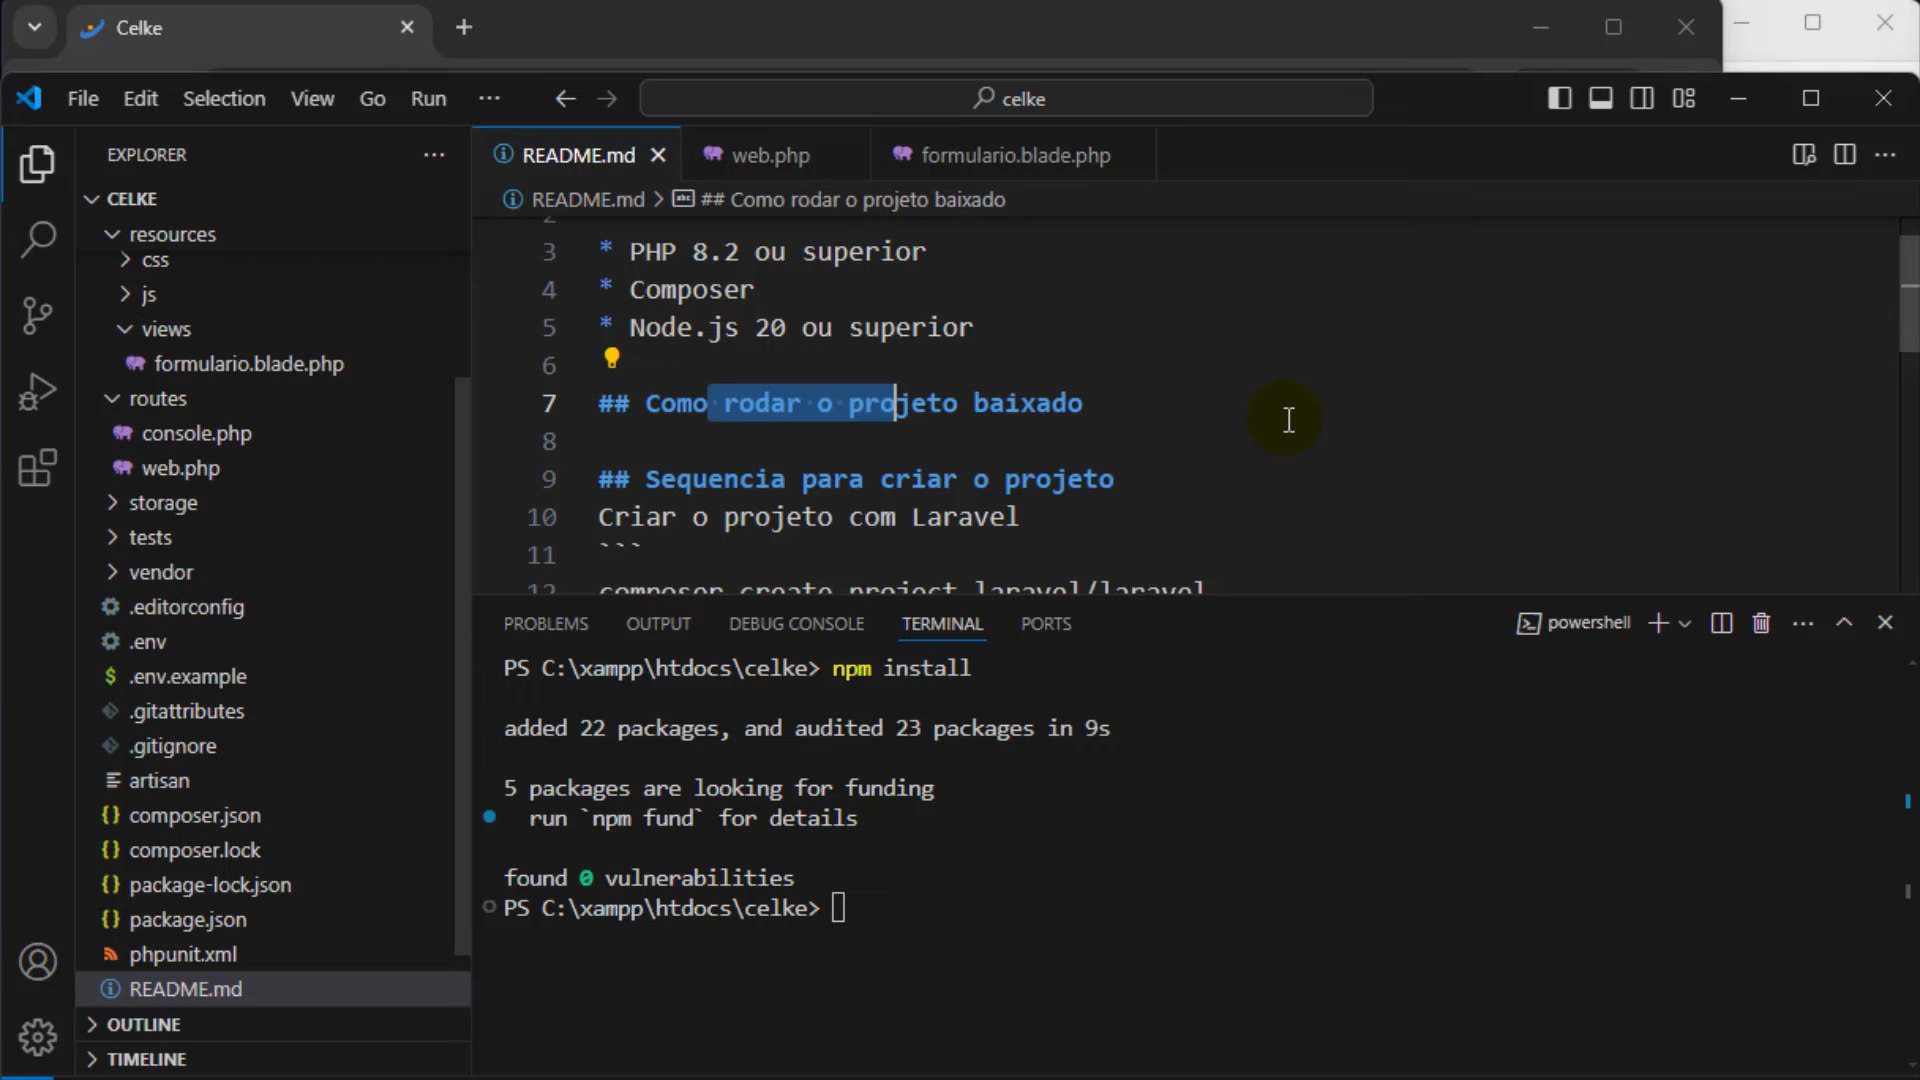 Celke
File Edit Selection View Go Run ···
celke
EXPLORER ···
README.md
web.php
formulario.blade.php
README.md > ## Como rodar o projeto baixado
CELKE
resources
css
js
views
formulario.blade.php
routes
console.php
web.php
storage
tests
vendor
.editorconfig
.env
.env.example
.gitattributes
.gitignore
artisan
composer.json
composer.lock
package-lock.json
package.json
phpunit.xml
README.md
OUTLINE
TIMELINE
2
3 * PHP 8.2 ou superior
4 * Composer
5 * Node.js 20 ou superior
6
7 ## Como rodar o projeto baixado
8
9 ## Sequencia para criar o projeto
10 Criar o projeto com Laravel
11 ```
12 composer create-project laravel/laravel
PROBLEMS OUTPUT DEBUG CONSOLE TERMINAL PORTS
powershell
PS C:\xampp\htdocs\celke> npm install
added 22 packages, and audited 23 packages in 9s
5 packages are looking for funding
run `npm fund` for details
found 0 vulnerabilities
PS C:\xampp\htdocs\celke>